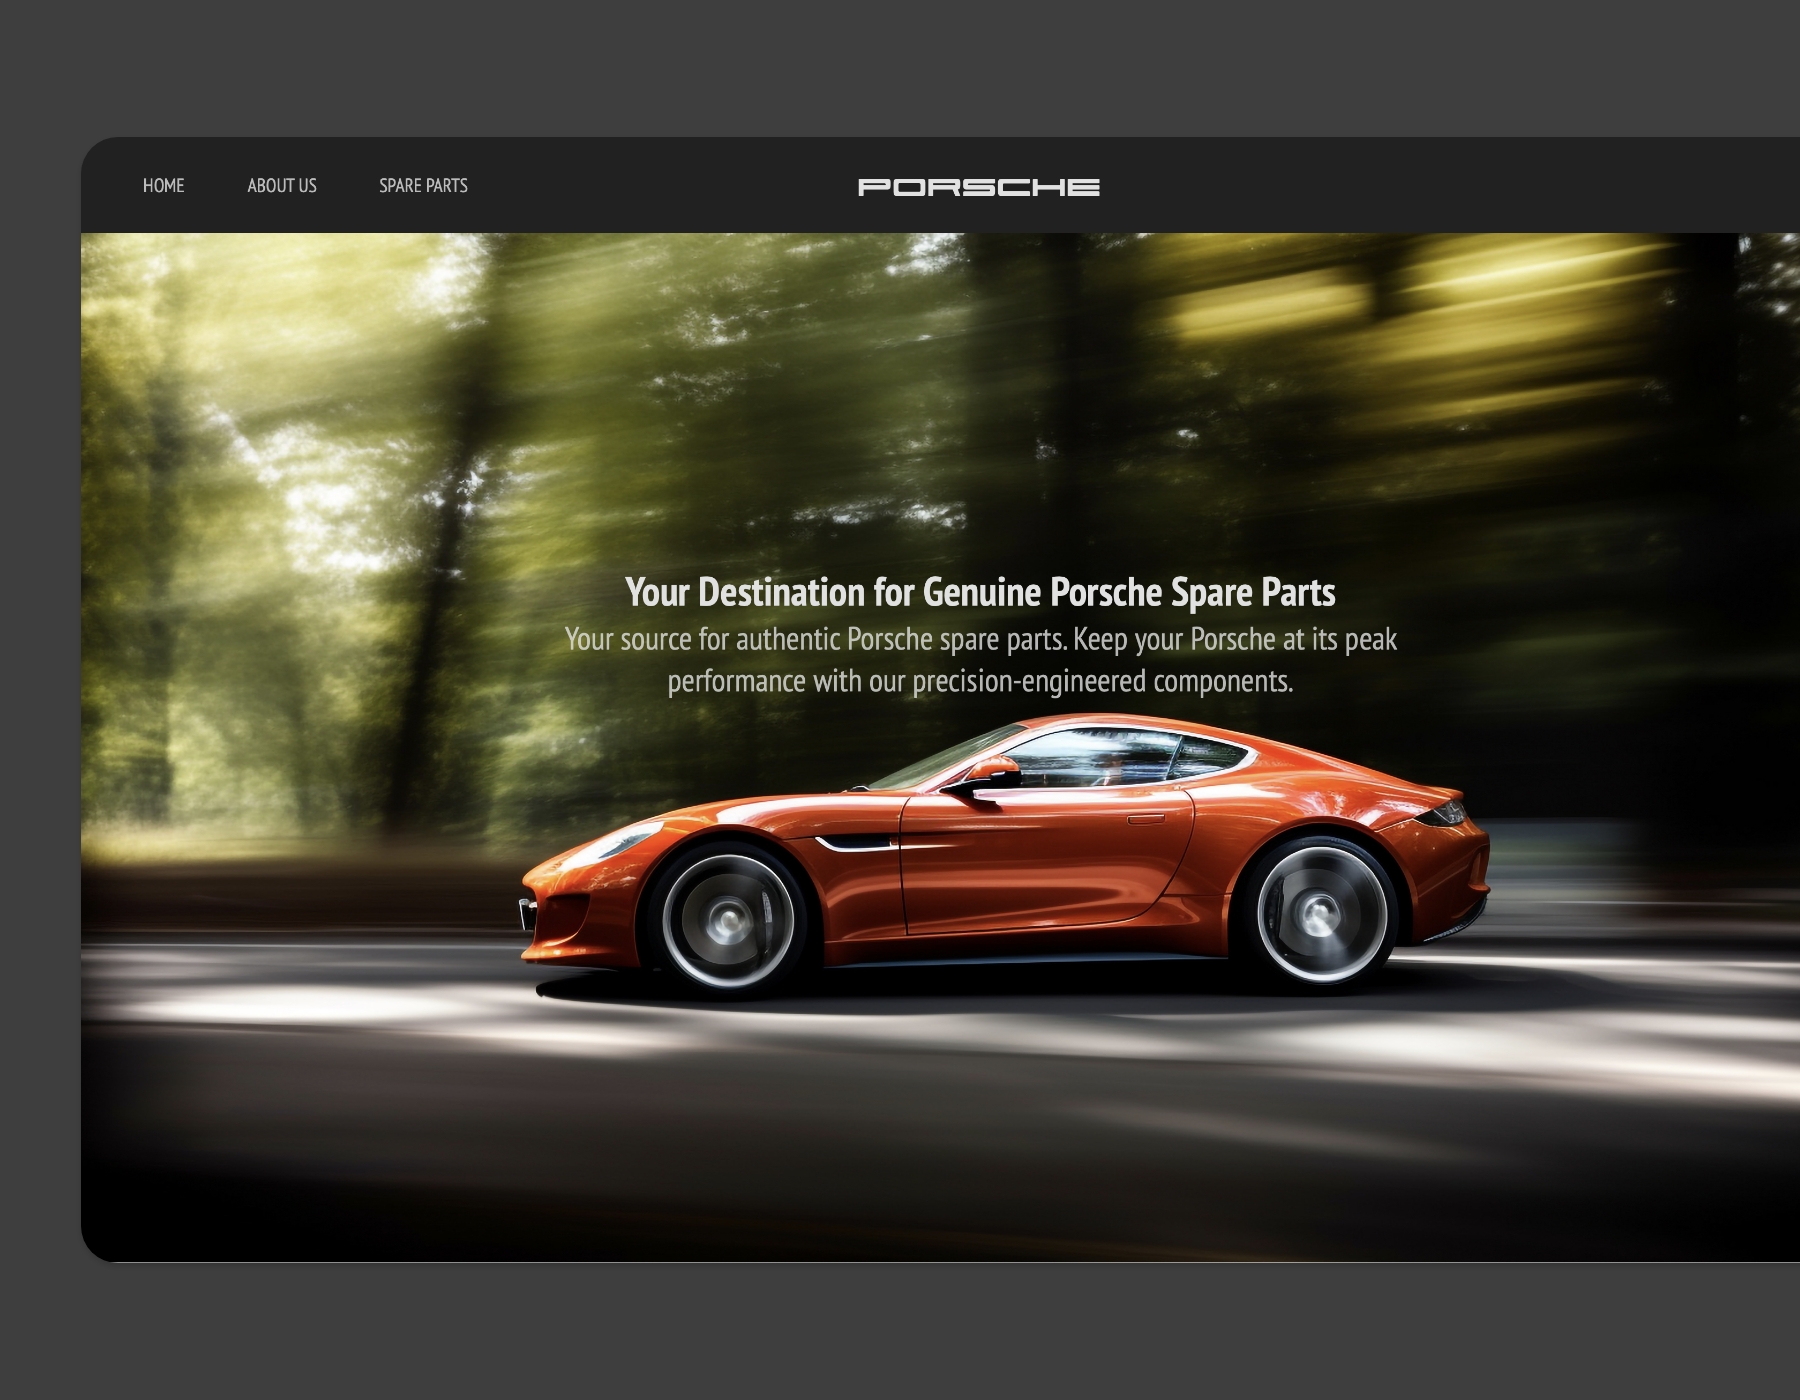 HOME ABOUT US SPARE PARTS PORSCHE
Your Destination for Genuine Porsche Spare Parts
Your source for authentic Porsche spare parts. Keep your Porsche at its peak
performance with our precision-engineered components.